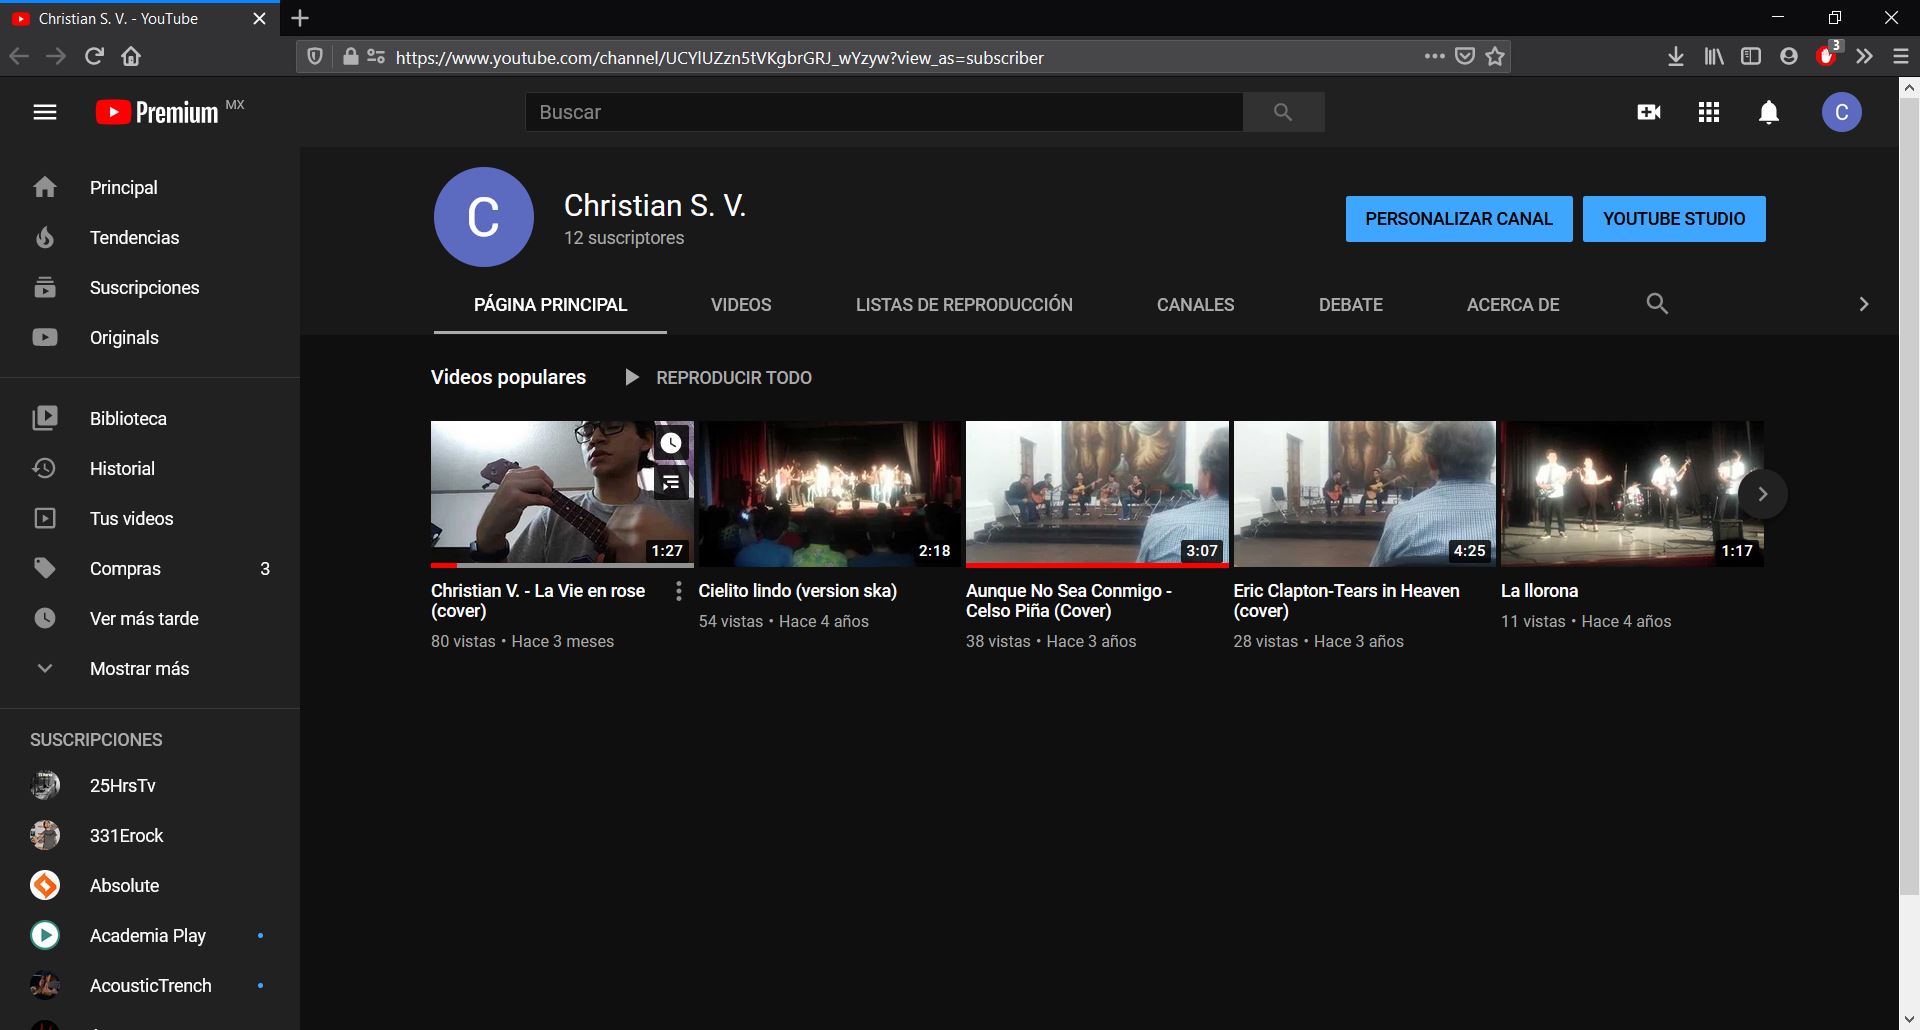 Christian S. V. - YouTube
https://www.youtube.com/channel/UCYlUZzn5tVKgbrGRJ_wYzyw?view_as=subscriber
3
Premium MX
Buscar
C
Principal
Tendencias
Suscripciones
Originals
Biblioteca
Historial
Tus videos
Compras 3
Ver más tarde
Mostrar más
SUSCRIPCIONES
25HrsTv
331Erock
Absolute
Academia Play
AcousticTrench
C
Christian S. V.
12 suscriptores
PERSONALIZAR CANAL
YOUTUBE STUDIO
PÁGINA PRINCIPAL VIDEOS LISTAS DE REPRODUCCIÓN CANALES DEBATE ACERCA DE
Videos populares REPRODUCIR TODO
1:27
Christian V. - La Vie en rose
(cover)
80 vistas • Hace 3 meses
2:18
Cielito lindo (version ska)
54 vistas • Hace 4 años
3:07
Aunque No Sea Conmigo -
Celso Piña (Cover)
38 vistas • Hace 3 años
4:25
Eric Clapton-Tears in Heaven
(cover)
28 vistas • Hace 3 años
1:17
La llorona
11 vistas • Hace 4 años